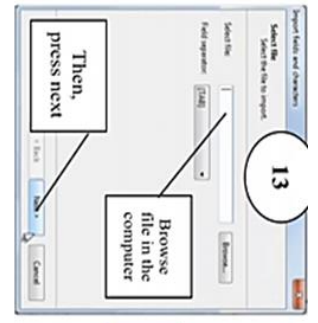 Import fields and characters
Select file
Select the file to import.
13
Select file:
Browse...
Field separator:
[TAB]
Browse
file in the
computer
Then,
press next
< Back
Next >
Cancel